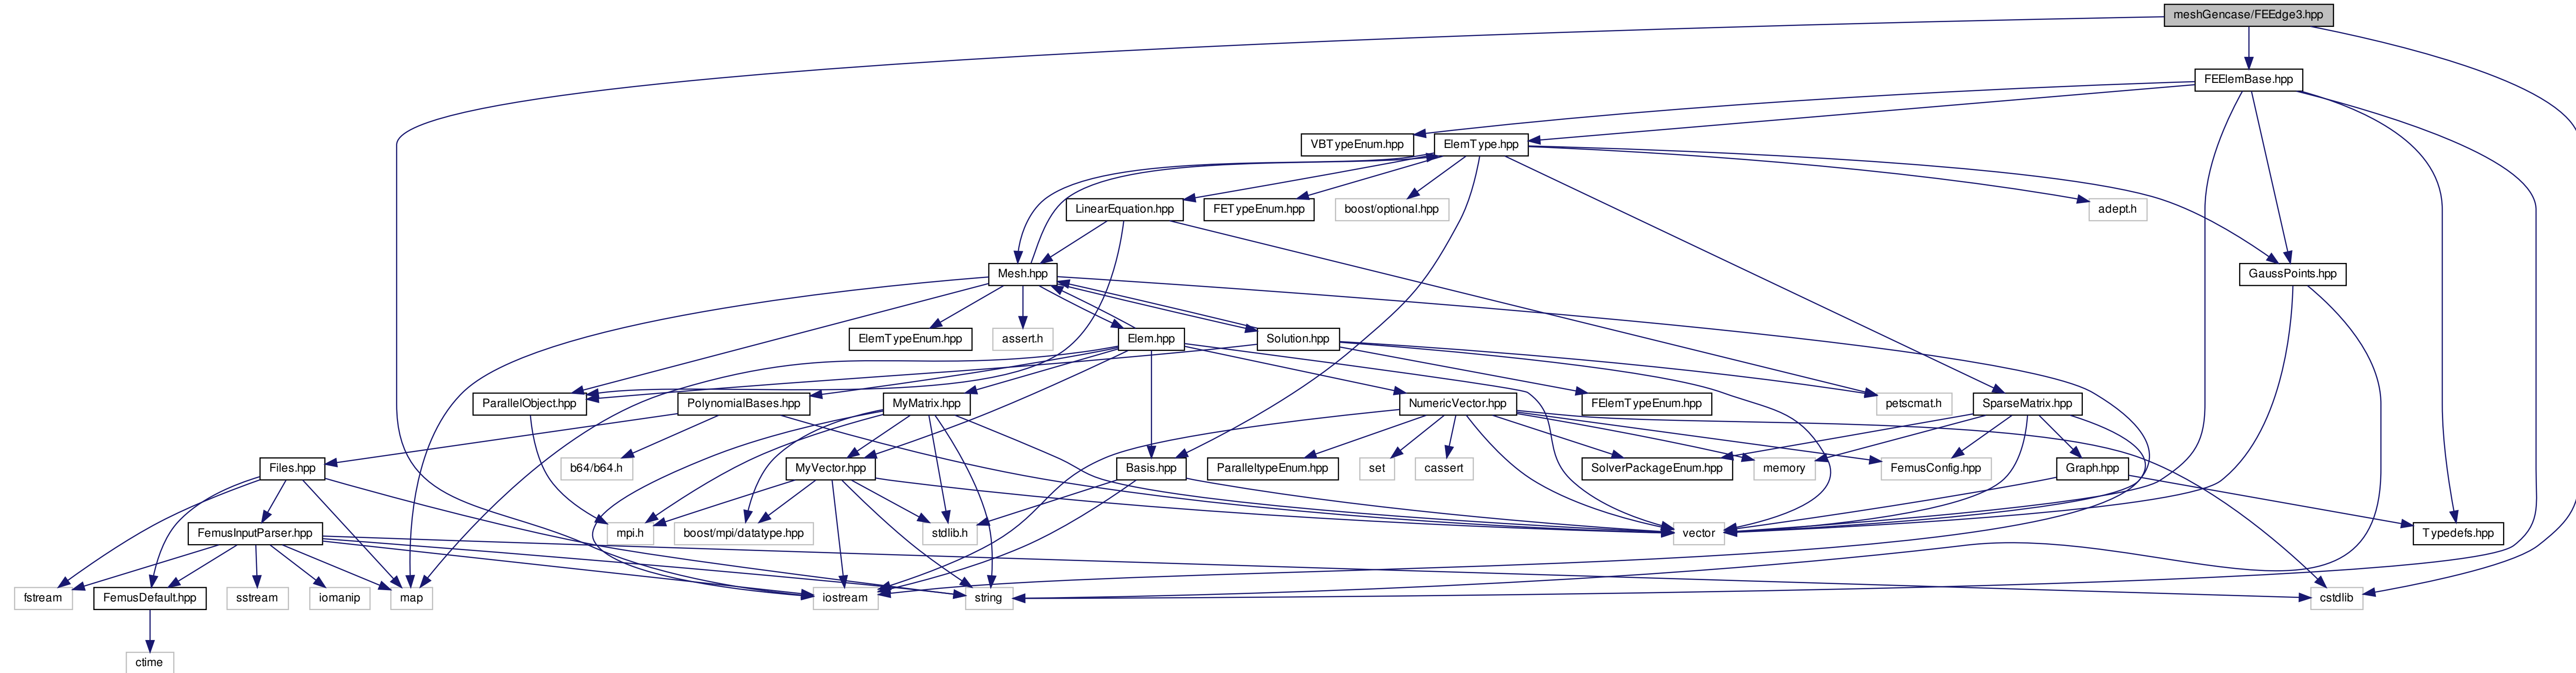 meshGencase/FEEdge3.hpp
FEElemBase.hpp
VBTypeEnum.hpp
ElemType.hpp
LinearEquation.hpp
FETypeEnum.hpp
boost/optional.hpp
adept.h
Mesh.hpp
GaussPoints.hpp
ElemTypeEnum.hpp
assert.h
Elem.hpp
Solution.hpp
ParallelObject.hpp
PolynomialBases.hpp
MyMatrix.hpp
NumericVector.hpp
FElemTypeEnum.hpp
petscmat.h
SparseMatrix.hpp
Files.hpp
b64/b64.h
MyVector.hpp
Basis.hpp
ParalleltypeEnum.hpp
set
cassert
SolverPackageEnum.hpp
memory
FemusConfig.hpp
Graph.hpp
FemusInputParser.hpp
mpi.h
boost/mpi/datatype.hpp
stdlib.h
vector
Typedefs.hpp
fstream
FemusDefault.hpp
sstream
iomanip
map
iostream
string
cstdlib
ctime